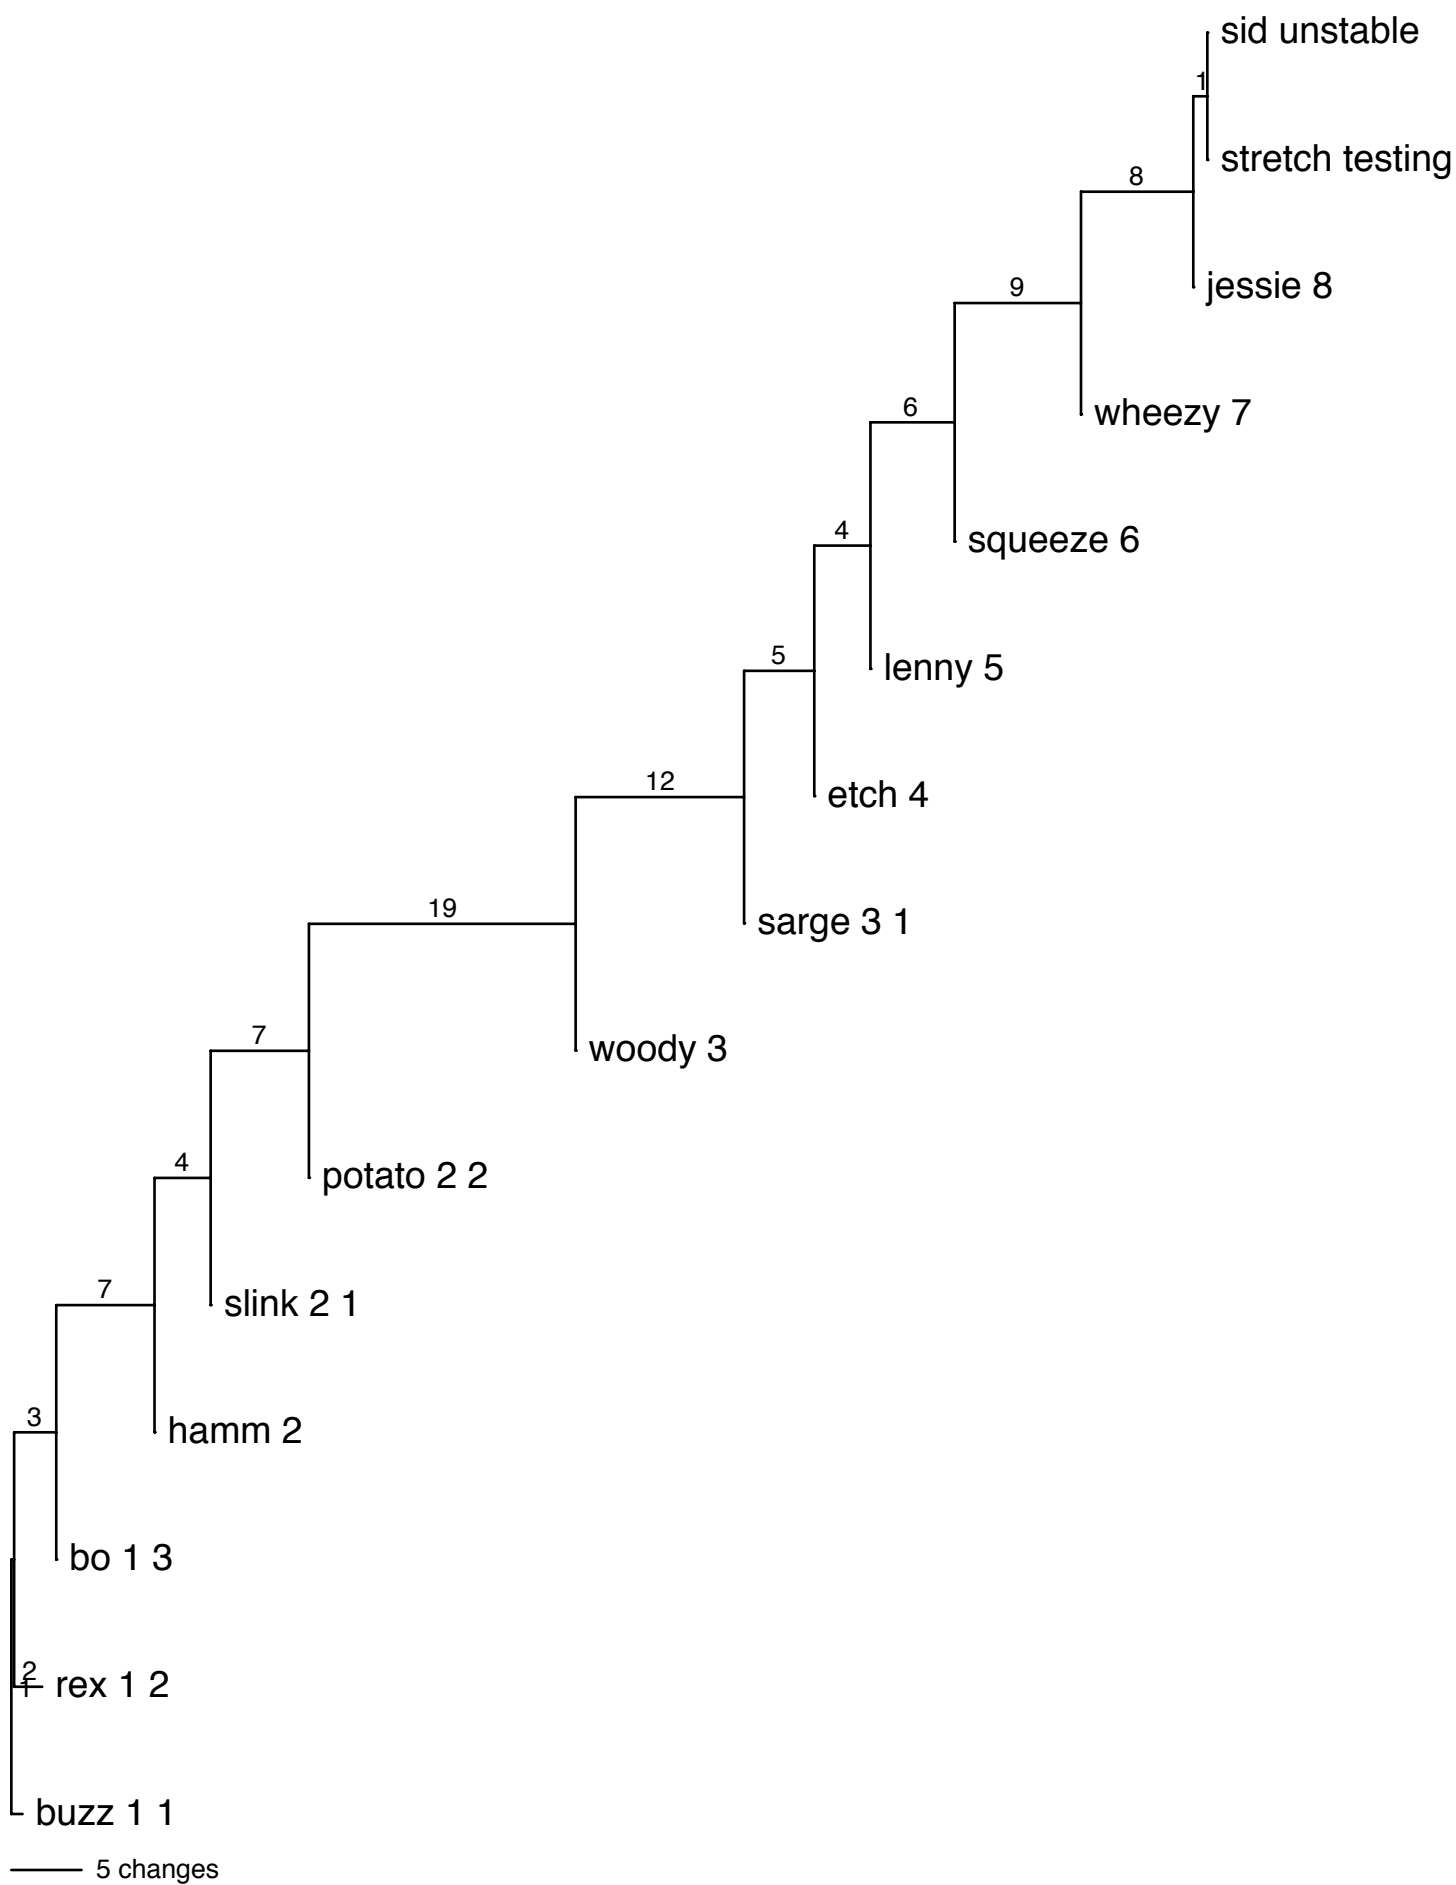 sid unstable
1
stretch testing
8
jessie 8
9
wheezy 7
6
squeeze 6
4
lenny 5
5
etch 4
12
sarge 3 1
19
woody 3
7
potato 2 2
4
slink 2 1
7
hamm 2
3
bo 1 3
2
1
rex 1 2
buzz 1 1
5 changes